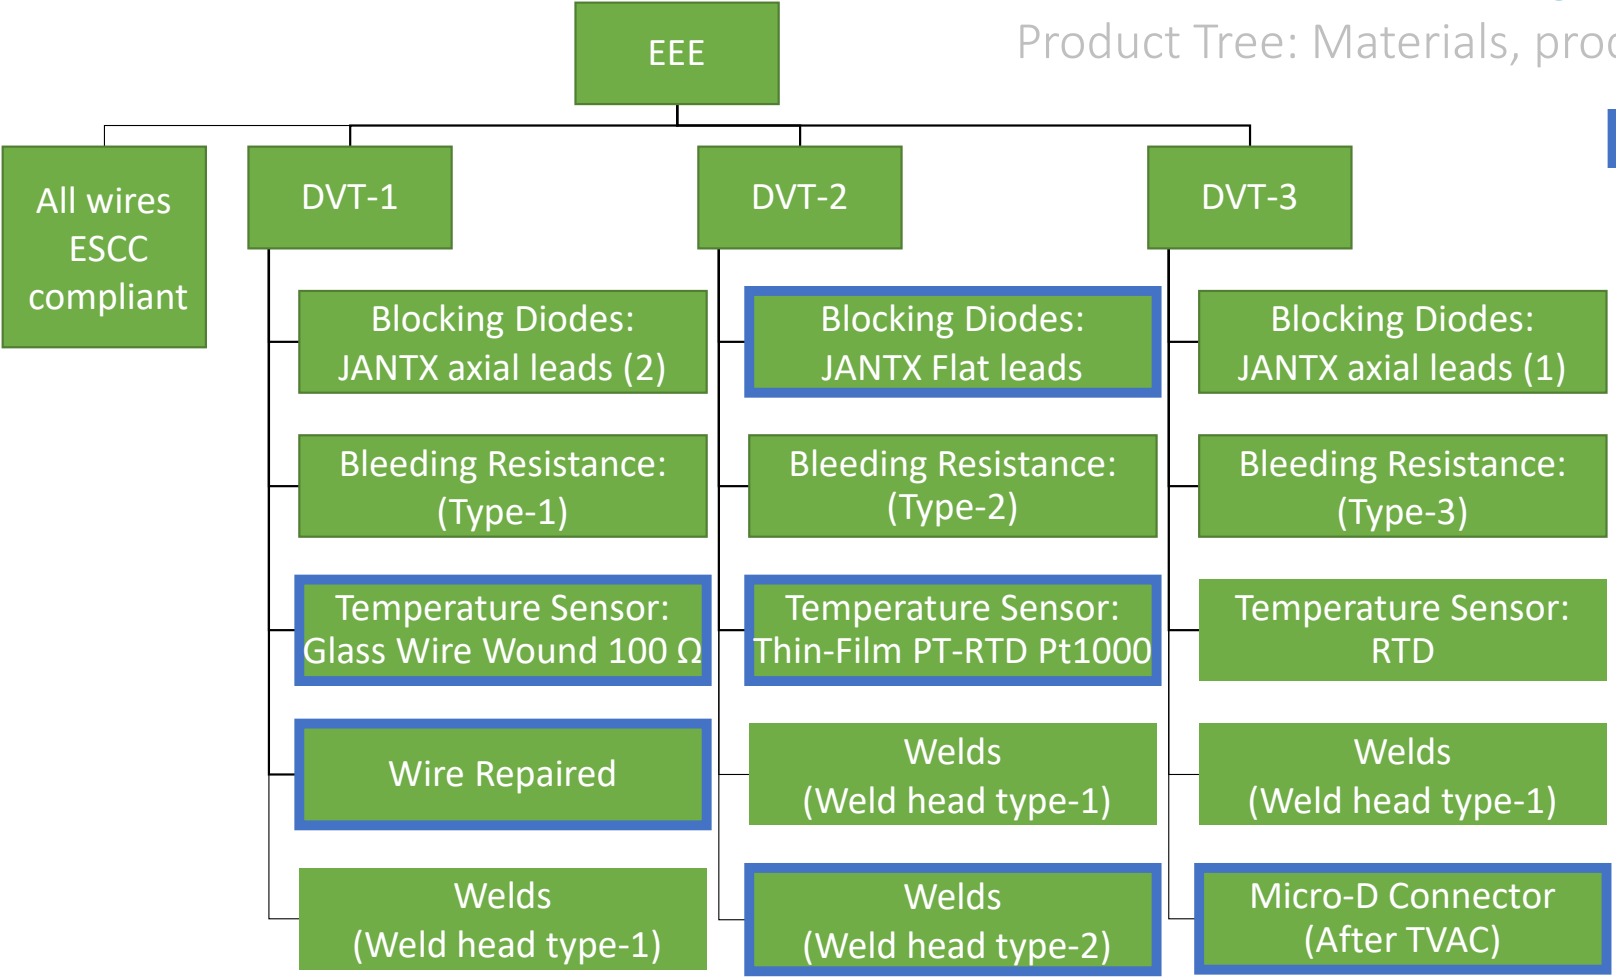 Product Tree: Materials,
EEE
All wires
ESCC
compliant
DVT-1
DVT-2
DVT-3
Blocking Diodes:
JANTX axial leads (2)
Bleeding Resistance:
(Type-1)
Temperature Sensor:
Glass Wire Wound 100 Ω
Wire Repaired
Welds
(Weld head type-1)
Blocking Diodes:
JANTX Flat leads
Bleeding Resistance:
(Type-2)
Temperature Sensor:
Thin-Film PT-RTD Pt1000
Welds
(Weld head type-1)
Welds
(Weld head type-2)
Blocking Diodes:
JANTX axial leads (1)
Bleeding Resistance:
(Type-3)
Temperature Sensor:
RTD
Welds
(Weld head type-1)
Micro-D Connector
(After TVAC)